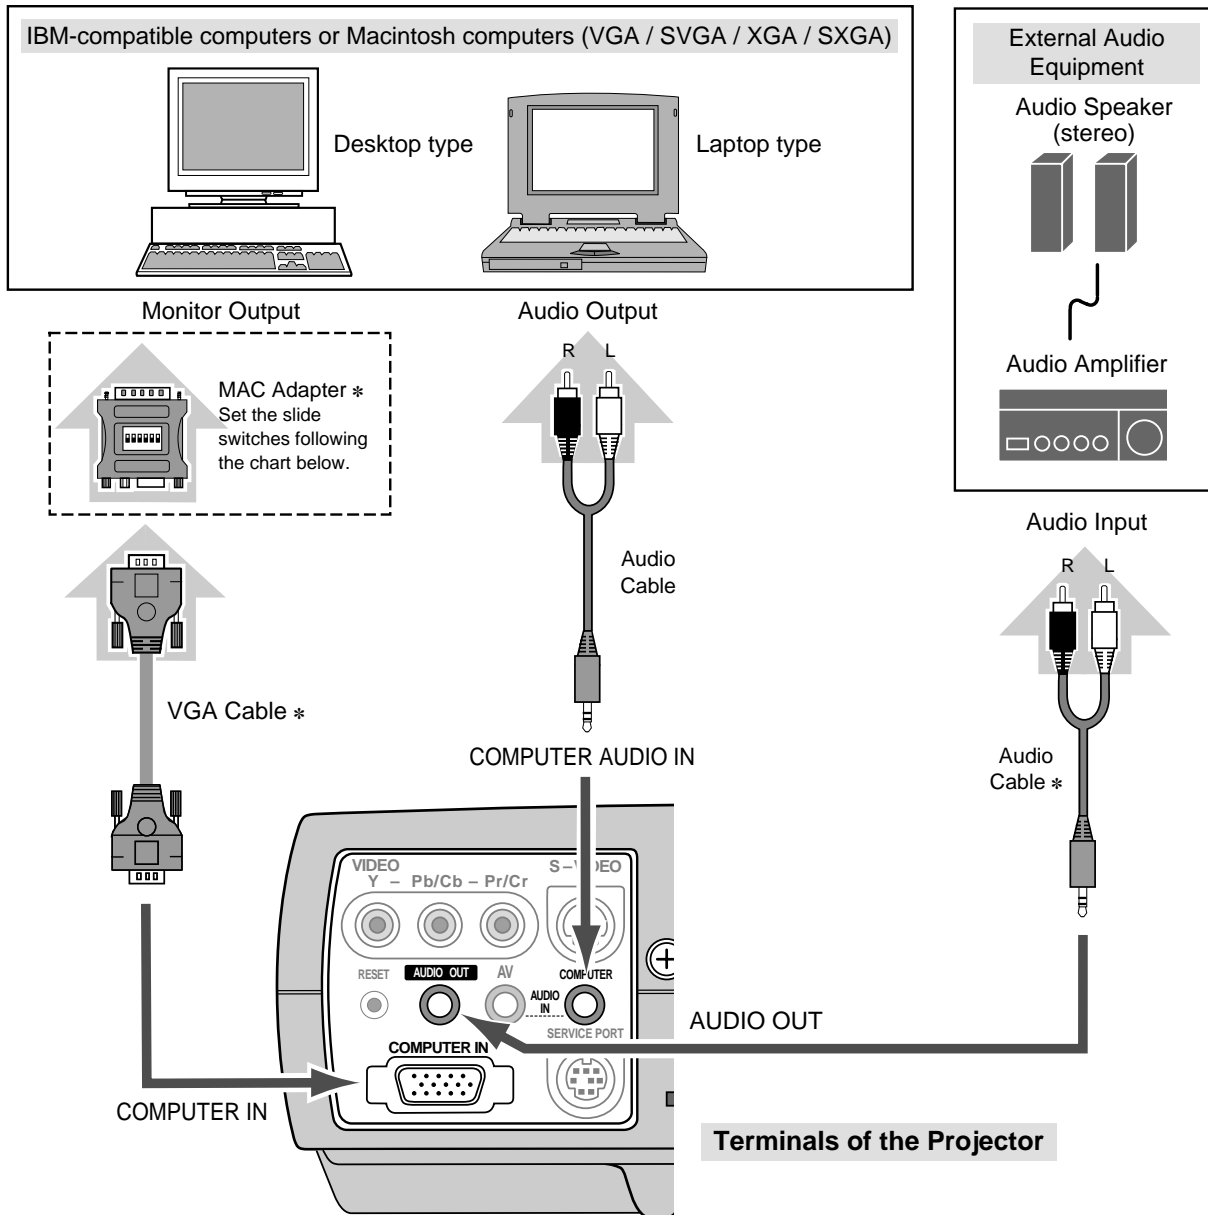 IBM-compatible computers or Macintosh computers (VGA / SVGA / XGA / SXGA)
Desktop type
Laptop type
External Audio
Equipment
Audio Speaker
(stereo)
Audio Amplifier
Monitor Output
Audio Output
MAC Adapter *
Set the slide
switches following
the chart below.
R L
Audio
Cable
Audio Input
R L
VGA Cable *
COMPUTER AUDIO IN
Audio
Cable *
VIDEO
Y – Pb/Cb – Pr/Cr
S–VIDEO
RESET
AUDIO OUT
AV
COMPUTER
AUDIO
IN
SERVICE PORT
COMPUTER IN
AUDIO OUT
COMPUTER IN
Terminals of the Projector